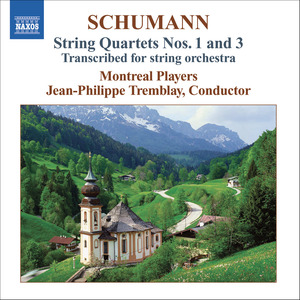 NAXOS
SCHUMANN
String Quartets Nos. 1 and 3
Transcribed for string orchestra
Montreal Players
Jean-Philippe Tremblay, Conductor